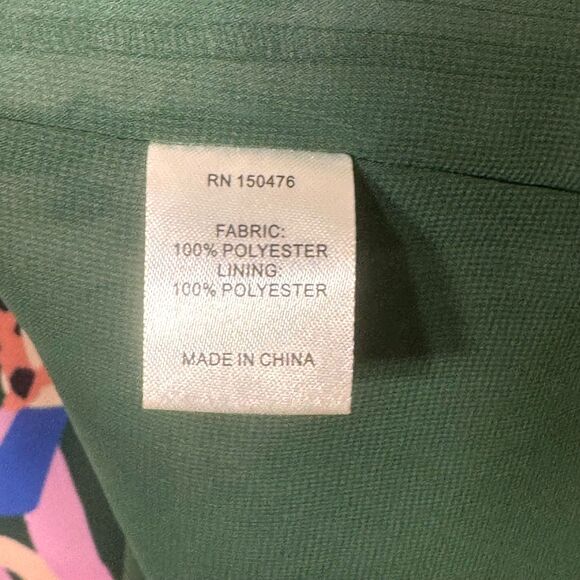 RN 150476
FABRIC:
100% POLYESTER
LINING:
100% POLYESTER
MADE IN CHINA